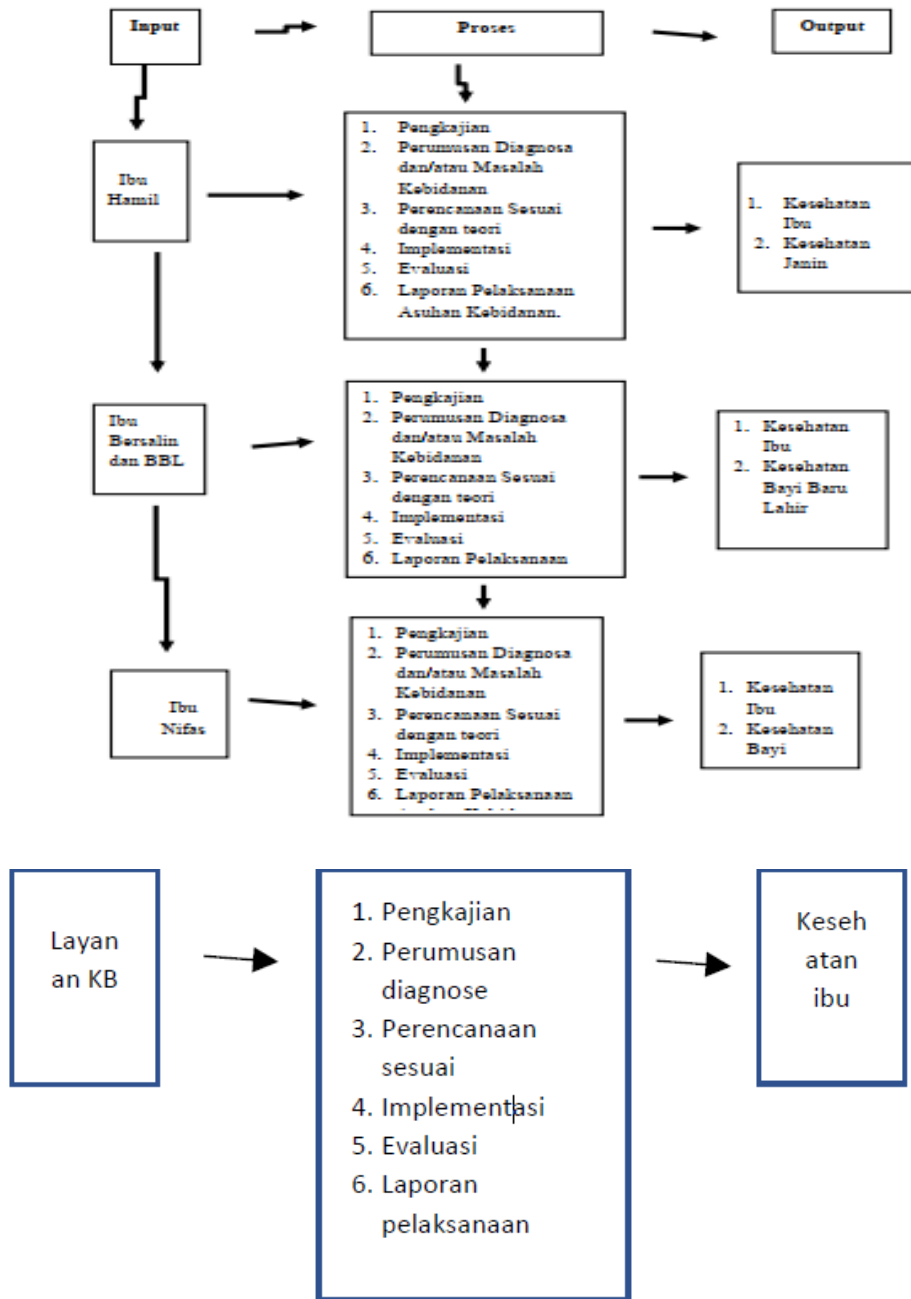 Input
Proses
Output
Ibu
Hamil
1. Pengkajian
2. Perumusan Diagnosa
dan/atau Masalah
Kebidanan
3. Perencanaan Sesuai
dengan teori
4. Implementasi
5. Evaluasi
6. Laporan Pelaksanaan
Asuhan Kebidanan.
1. Kesehatan
Ibu
2. Kesehatan
Janin
Ibu
Bersalin
dan BBL
1. Pengkajian
2. Perumusan Diagnosa
dan/atau Masalah
Kebidanan
3. Perencanaan Sesuai
dengan teori
4. Implementasi
5. Evaluasi
6. Laporan Pelaksanaan
1. Kesehatan
Ibu
2. Kesehatan
Bayi Baru
Lahir
Ibu
Nifas
1. Pengkajian
2. Perumusan Diagnosa
dan/atau Masalah
Kebidanan
3. Perencanaan Sesuai
dengan teori
4. Implementasi
5. Evaluasi
6. Laporan Pelaksanaan
1. Kesehatan
Ibu
2. Kesehatan
Bayi
Layan
an KB
1. Pengkajian
2. Perumusan
diagnose
3. Perencanaan
sesuai
4. Implementasi
5. Evaluasi
6. Laporan
pelaksanaan
Keseh
atan
ibu